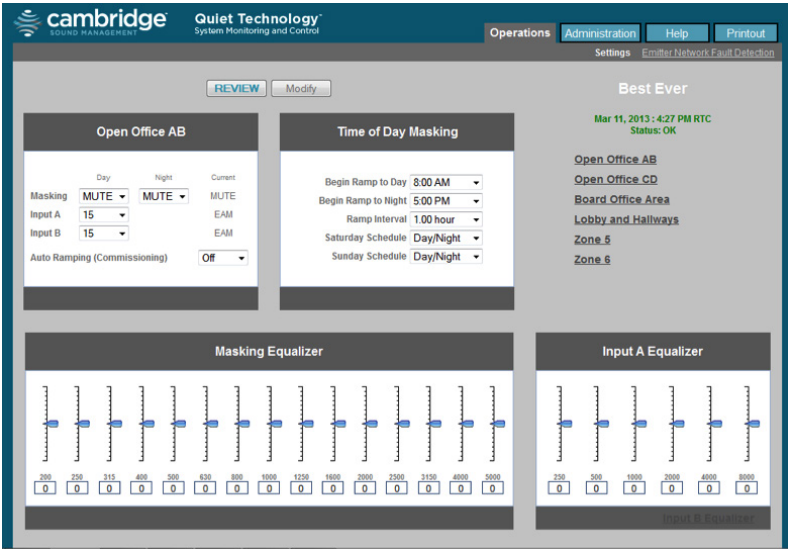 cambridge
SOUND MANAGEMENT
Quiet Technology
System Monitoring and Control
Operations Administration Help Printout
Settings Emitter Network Fault Detection
REVIEW Modify
Best Ever
Mar 11, 2013 : 4:27 PM RTC
Status: OK
Open Office AB
Open Office CD
Board Office Area
Lobby and Hallways
Zone 5
Zone 6
Open Office AB
Day Night Current
Masking MUTE MUTE MUTE
Input A 15 EAM
Input B 15 EAM
Auto Ramping (Commissioning) Off
Time of Day Masking
Begin Ramp to Day 8:00 AM
Begin Ramp to Night 5:00 PM
Ramp Interval 1.00 hour
Saturday Schedule Day/Night
Sunday Schedule Day/Night
Masking Equalizer
200 250 315 400 500 630 800 1000 1250 1600 2000 2500 3150 4000 5000
0 0 0 0 0 0 0 0 0 0 0 0 0 0 0
Input A Equalizer
250 500 1000 2000 4000 8000
0 0 0 0 0 0
Input B Equalizer